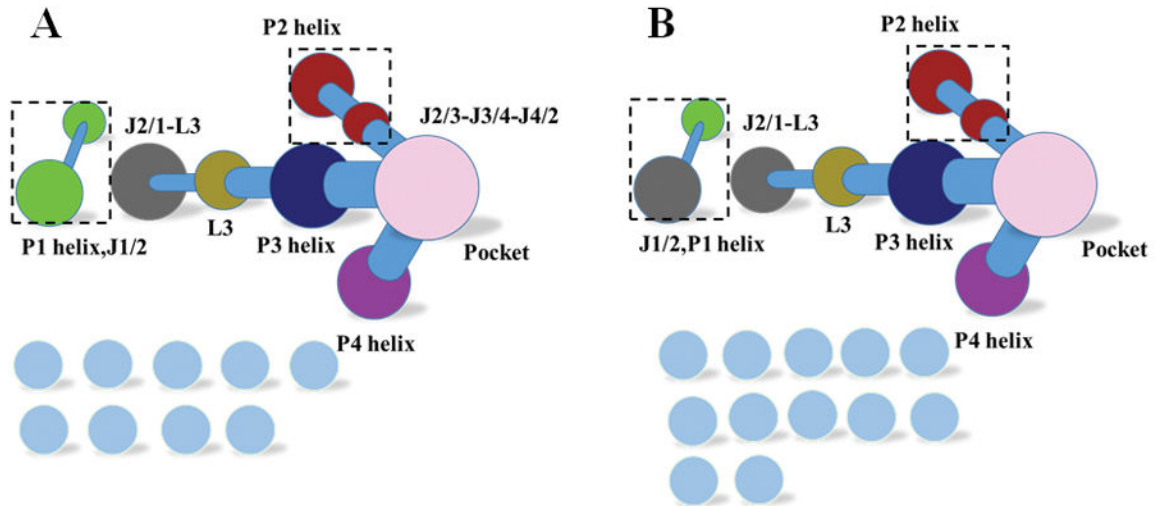 A
P2 helix
J2/1-L3
J2/3-J3/4-J4/2
P1 helix,J1/2
L3
P3 helix
Pocket
P4 helix
B
P2 helix
J2/1-L3
J1/2,P1 helix
L3
P3 helix
Pocket
P4 helix